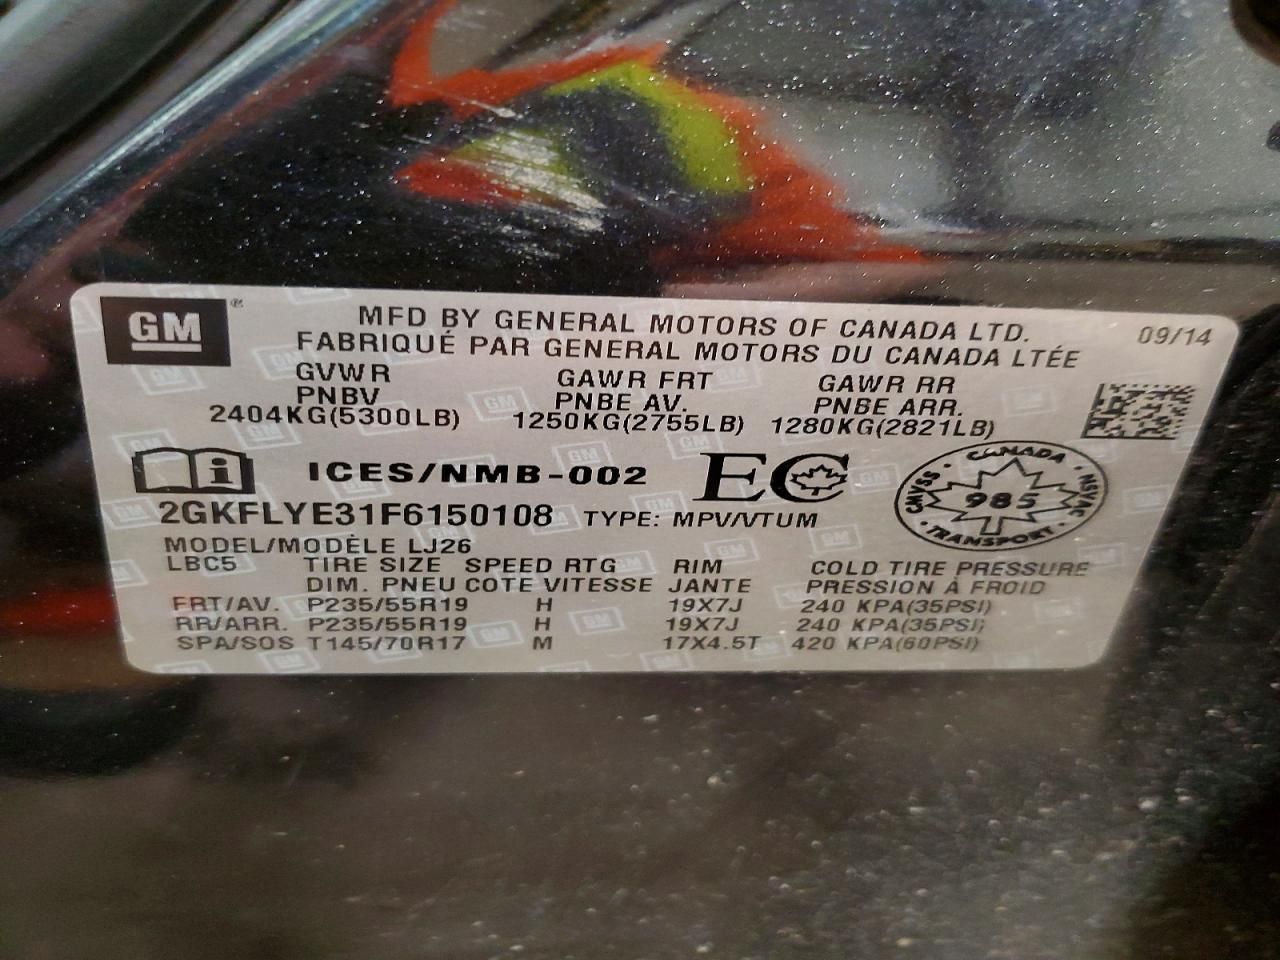 GM ®
MFD BY GENERAL MOTORS OF CANADA LTD. 09/14
FABRIQUÉ PAR GENERAL MOTORS DU CANADA LTÉE
GVWR GAWR FRT GAWR RR
PNBV PNBE AV. PNBE ARR.
2404KG(5300LB) 1250KG(2755LB) 1280KG(2821LB)
i ICES/NMB-002 EC
CANADA
CMVSS 985 NSVAC
TRANSPORT
2GKFLYE31F6150108 TYPE: MPV/VTUM
MODEL/MODÈLE LJ26
LBC5 TIRE SIZE SPEED RTG RIM COLD TIRE PRESSURE
DIM. PNEU COTE VITESSE JANTE PRESSION À FROID
FRT/AV. P235/55R19 H 19X7J 240 KPA(35PSI)
RR/ARR. P235/55R19 H 19X7J 240 KPA(35PSI)
SPA/SOS T145/70R17 M 17X4.5T 420 KPA(60PSI)